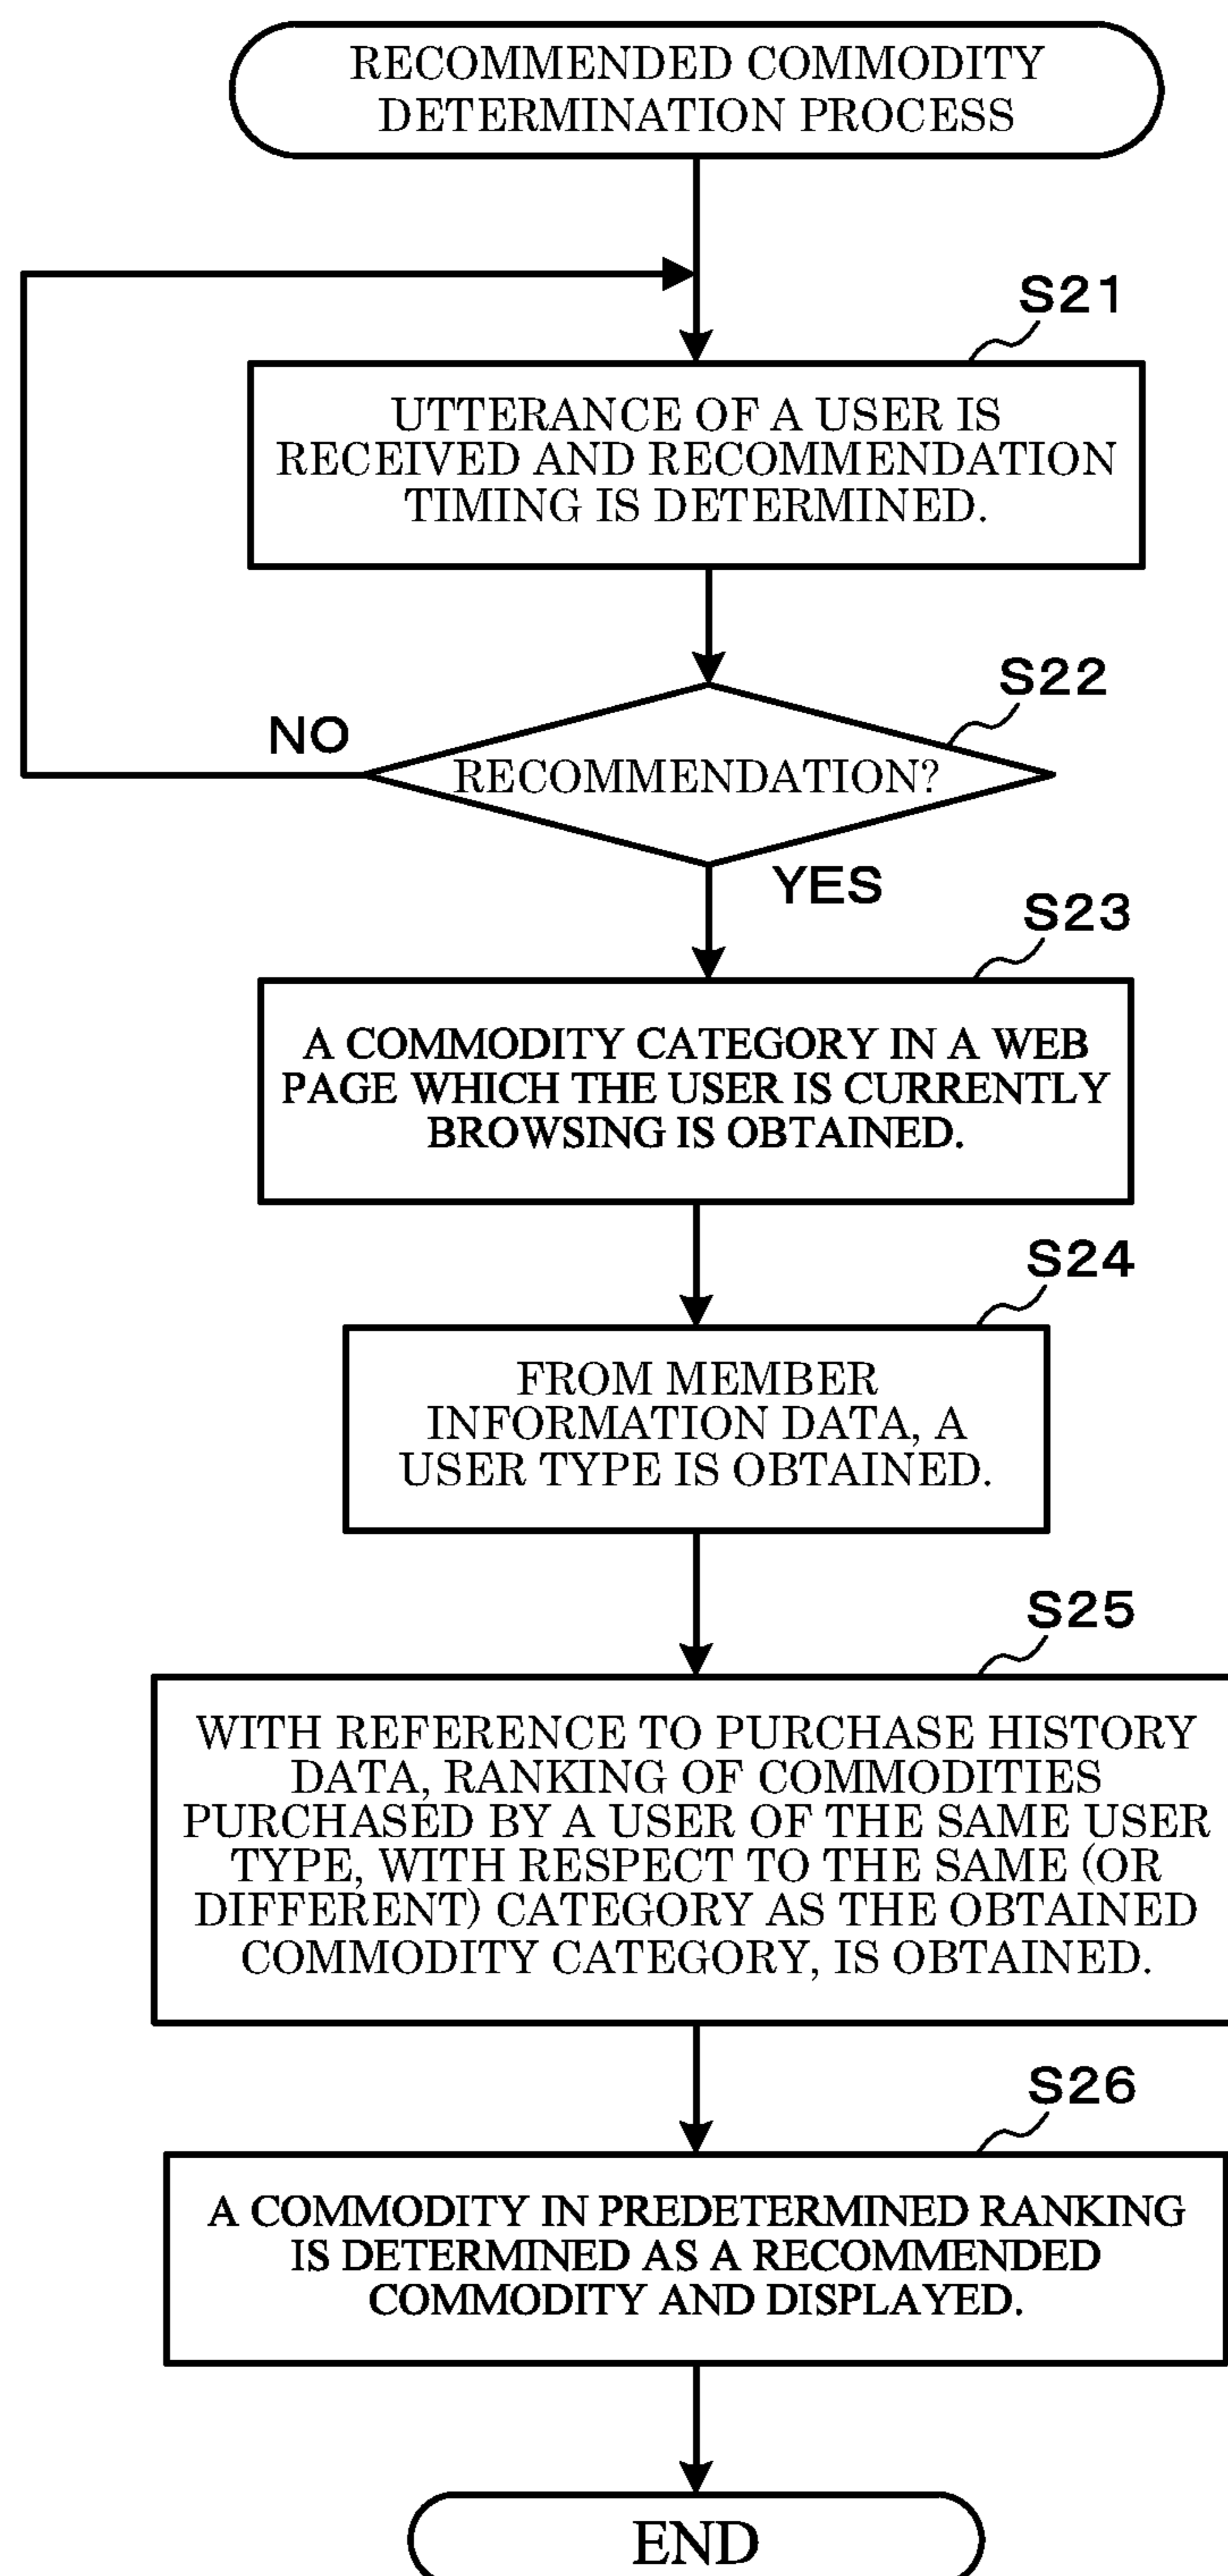 RECOMMENDED COMMODITY
DETERMINATION PROCESS
S21
UTTERANCE OF A USER IS
RECEIVED AND RECOMMENDATION
TIMING IS DETERMINED.
S22
NO
RECOMMENDATION?
YES
S23
A COMMODITY CATEGORY IN A WEB
PAGE WHICH THE USER IS CURRENTLY
BROWSING IS OBTAINED.
S24
FROM MEMBER
INFORMATION DATA, A
USER TYPE IS OBTAINED.
S25
WITH REFERENCE TO PURCHASE HISTORY
DATA, RANKING OF COMMODITIES
PURCHASED BY A USER OF THE SAME USER
TYPE, WITH RESPECT TO THE SAME (OR
DIFFERENT) CATEGORY AS THE OBTAINED
COMMODITY CATEGORY, IS OBTAINED.
S26
A COMMODITY IN PREDETERMINED RANKING
IS DETERMINED AS A RECOMMENDED
COMMODITY AND DISPLAYED.
END